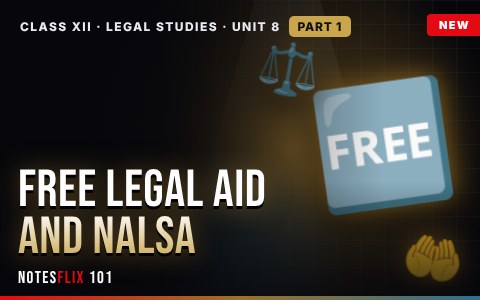 CLASS XII · LEGAL STUDIES · UNIT 8 PART 1
NEW
FREE
FREE LEGAL AID
AND NALSA
NOTESFLIX 101